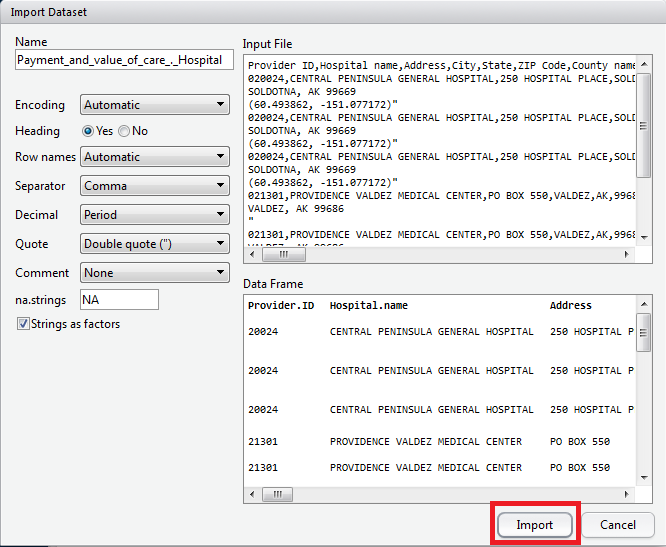 Import Dataset
Name
Payment_and_value_of_care_._Hospital
Encoding Automatic
Heading Yes No
Row names Automatic
Separator Comma
Decimal Period
Quote Double quote (")
Comment None
na.strings NA
Strings as factors
Input File
Provider ID,Hospital name,Address,City,State,ZIP Code,County name
020024,CENTRAL PENINSULA GENERAL HOSPITAL,250 HOSPITAL PLACE,SOLD
SOLDOTNA, AK 99669
(60.493862, -151.077172)"
020024,CENTRAL PENINSULA GENERAL HOSPITAL,250 HOSPITAL PLACE,SOLD
SOLDOTNA, AK 99669
(60.493862, -151.077172)"
020024,CENTRAL PENINSULA GENERAL HOSPITAL,250 HOSPITAL PLACE,SOLD
SOLDOTNA, AK 99669
(60.493862, -151.077172)"
021301,PROVIDENCE VALDEZ MEDICAL CENTER,PO BOX 550,VALDEZ,AK,9968
VALDEZ, AK 99686
"
021301,PROVIDENCE VALDEZ MEDICAL CENTER,PO BOX 550,VALDEZ,AK,9968
VALDEZ, AK 99686
Data Frame
Provider.ID Hospital.name Address
20024 CENTRAL PENINSULA GENERAL HOSPITAL 250 HOSPITAL P
20024 CENTRAL PENINSULA GENERAL HOSPITAL 250 HOSPITAL P
20024 CENTRAL PENINSULA GENERAL HOSPITAL 250 HOSPITAL P
21301 PROVIDENCE VALDEZ MEDICAL CENTER PO BOX 550
21301 PROVIDENCE VALDEZ MEDICAL CENTER PO BOX 550
Import Cancel